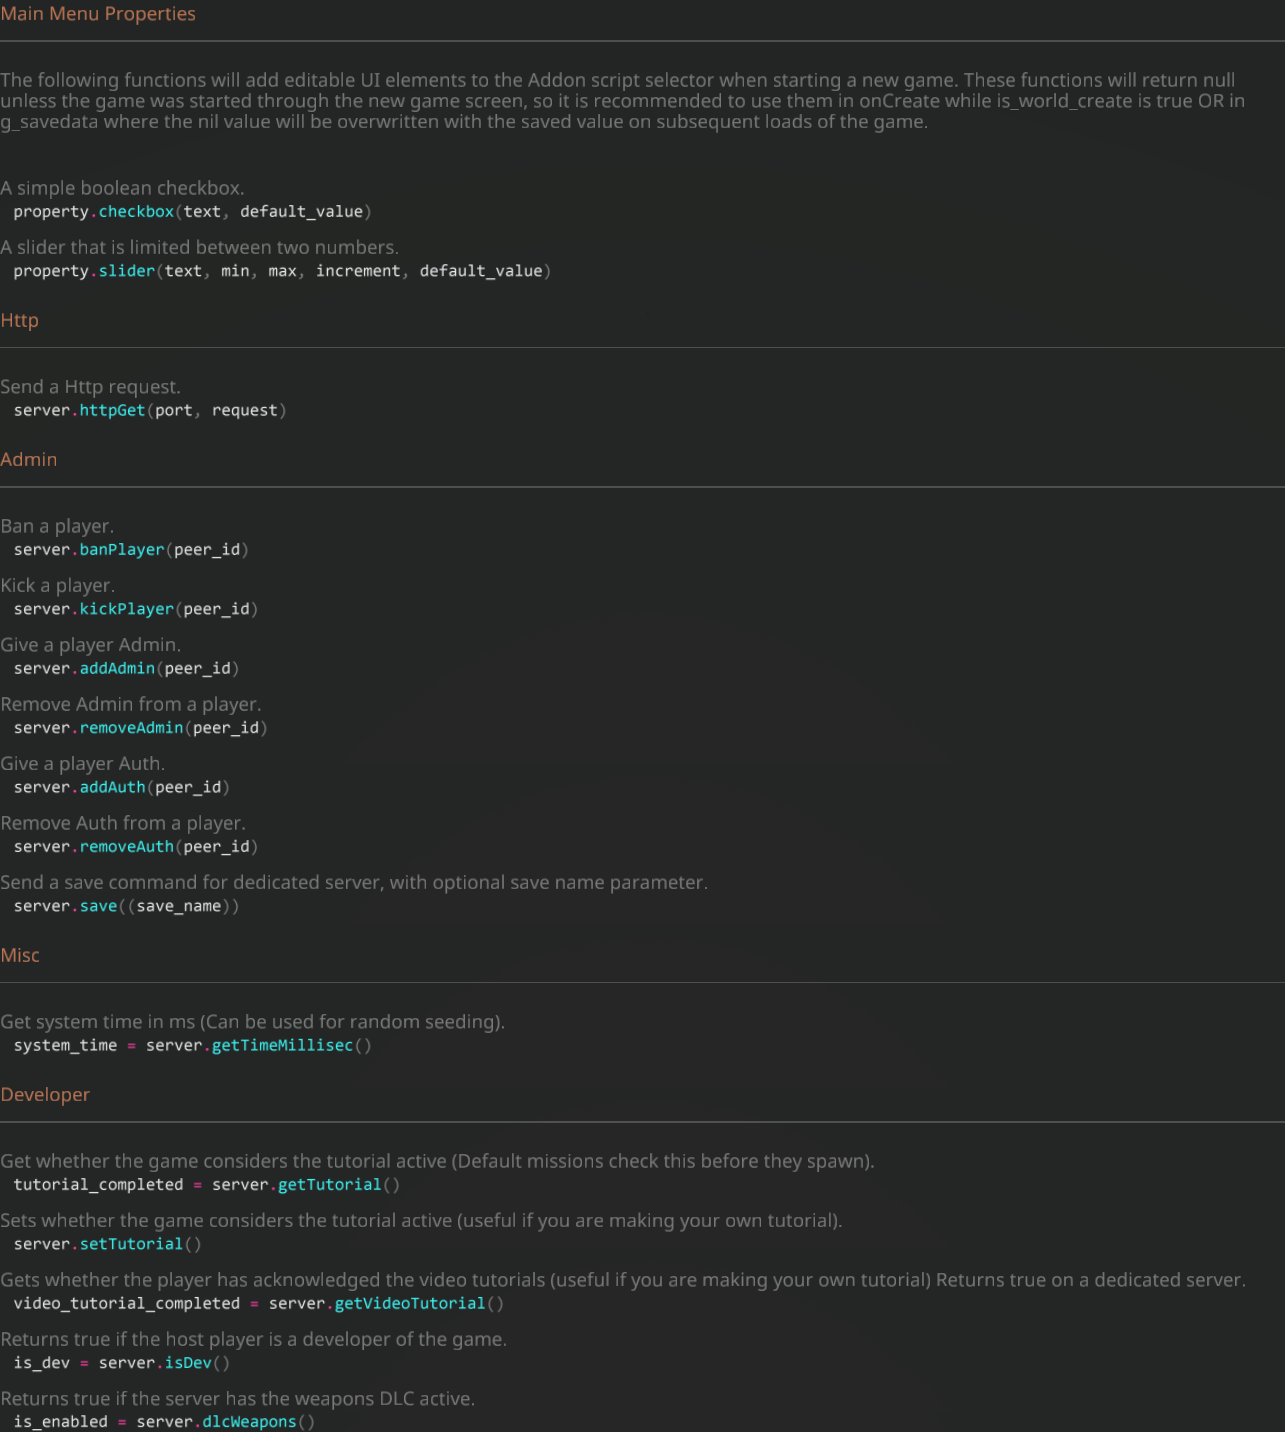 Main Menu Properties
The following functions will add editable UI elements to the Addon script selector when starting a new game. These functions will return null
unless the game was started through the new game screen, so it is recommended to use them in onCreate while is_world_create is true OR in
g_savedata where the nil value will be overwritten with the saved value on subsequent loads of the game.
A simple boolean checkbox.
property.checkbox(text, default_value)
A slider that is limited between two numbers.
property.slider(text, min, max, increment, default_value)
Http
Send a Http request.
server.httpGet(port, request)
Admin
Ban a player.
server.banPlayer(peer_id)
Kick a player.
server.kickPlayer(peer_id)
Give a player Admin.
server.addAdmin(peer_id)
Remove Admin from a player.
server.removeAdmin(peer_id)
Give a player Auth.
server.addAuth(peer_id)
Remove Auth from a player.
server.removeAuth(peer_id)
Send a save command for dedicated server, with optional save name parameter.
server.save((save_name))
Misc
Get system time in ms (Can be used for random seeding).
system_time = server.getTimeMillisec()
Developer
Get whether the game considers the tutorial active (Default missions check this before they spawn).
tutorial_completed = server.getTutorial()
Sets whether the game considers the tutorial active (useful if you are making your own tutorial).
server.setTutorial()
Gets whether the player has acknowledged the video tutorials (useful if you are making your own tutorial) Returns true on a dedicated server.
video_tutorial_completed = server.getVideoTutorial()
Returns true if the host player is a developer of the game.
is_dev = server.isDev()
Returns true if the server has the weapons DLC active.
is_enabled = server.dlcWeapons()